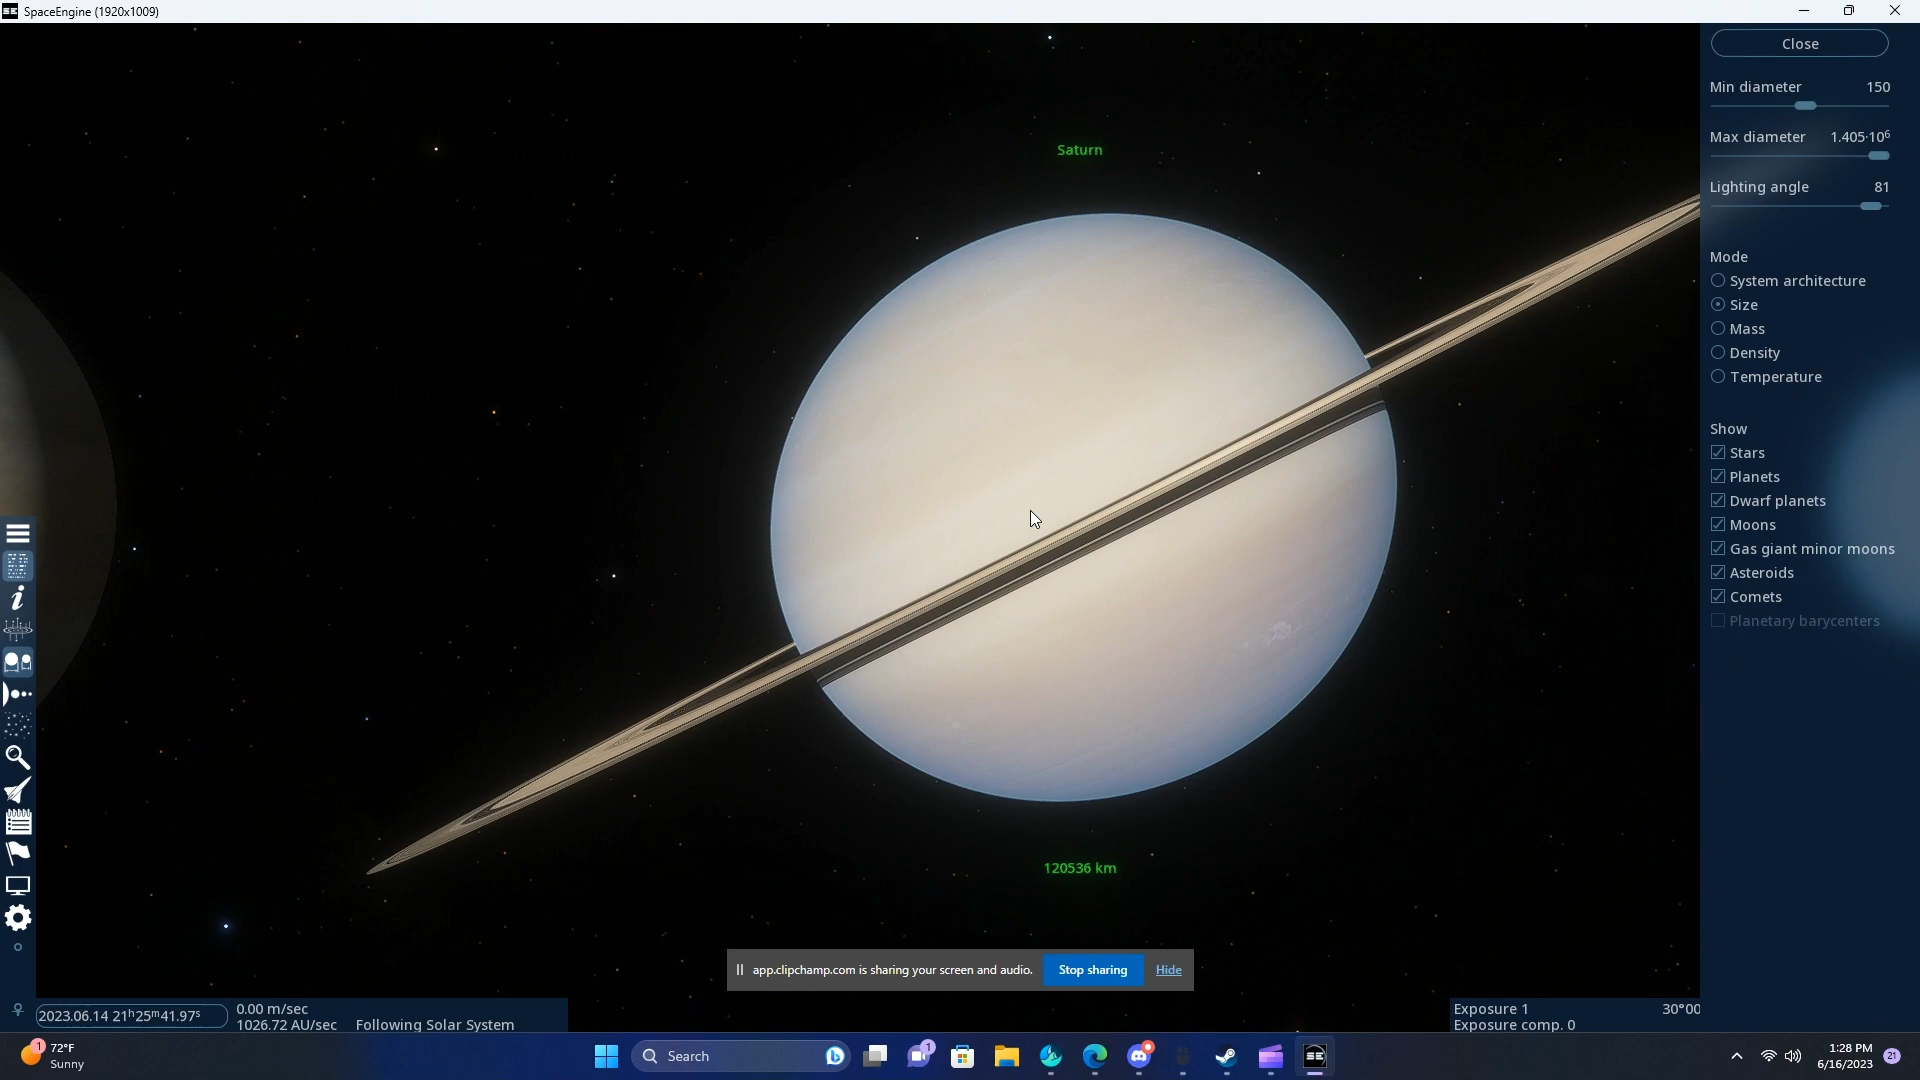 SpaceEngine (1920x1009)
Close
Min diameter 150
Max diameter 1.405·10⁶
Lighting angle 81
Mode
System architecture
Size
Mass
Density
Temperature
Show
Stars
Planets
Dwarf planets
Moons
Gas giant minor moons
Asteroids
Comets
Planetary barycenters
Saturn
120536 km
app.clipchamp.com is sharing your screen and audio. Stop sharing Hide
2023.06.14 21ʰ25ᵐ41.97ˢ
0.00 m/sec
1026.72 AU/sec Following Solar System
Exposure 1 30°00
Exposure comp. 0
1
72°F
Sunny
Search
1
SE
1:28 PM
6/16/2023
21